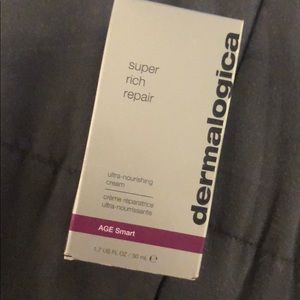 super
rich
repair
dermalogica
ultra-nourishing
cream
crème réparatrice
ultra-nourrissante
AGE Smart
1.7 US FL OZ / 50 mL e